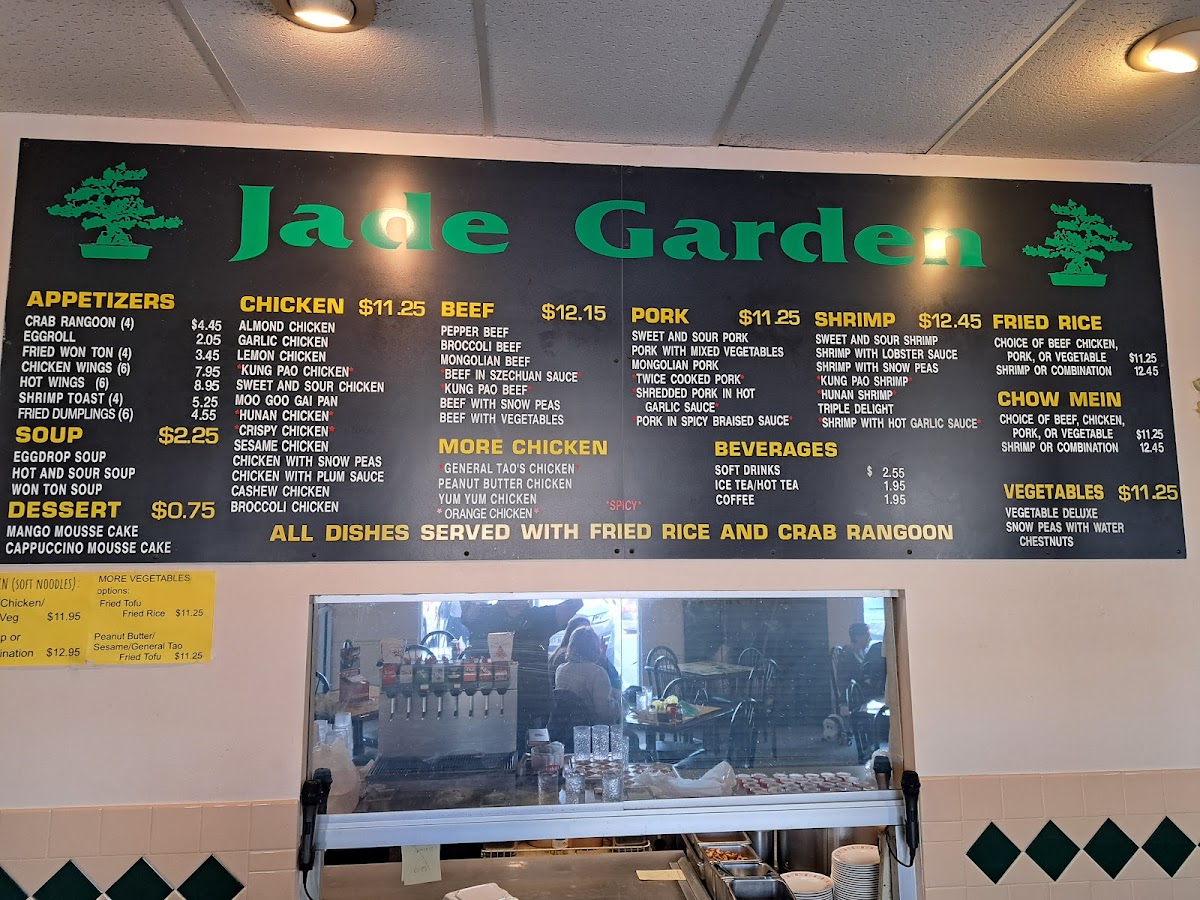 Jade Garden
APPETIZERS
CRAB RANGOON (4) $4.45
EGGROLL 2.05
FRIED WON TON (4) 3.45
CHICKEN WINGS (6) 7.95
HOT WINGS (6) 8.95
SHRIMP TOAST (4) 5.25
FRIED DUMPLINGS (6) 4.55
SOUP $2.25
EGGDROP SOUP
HOT AND SOUR SOUP
WON TON SOUP
DESSERT $0.75
MANGO MOUSSE CAKE
CAPPUCCINO MOUSSE CAKE
CHICKEN $11.25
ALMOND CHICKEN
GARLIC CHICKEN
LEMON CHICKEN
*KUNG PAO CHICKEN*
SWEET AND SOUR CHICKEN
MOO GOO GAI PAN
*HUNAN CHICKEN*
*CRISPY CHICKEN*
SESAME CHICKEN
CHICKEN WITH SNOW PEAS
CHICKEN WITH PLUM SAUCE
CASHEW CHICKEN
BROCCOLI CHICKEN
BEEF $12.15
PEPPER BEEF
BROCCOLI BEEF
MONGOLIAN BEEF
*BEEF IN SZECHUAN SAUCE*
*KUNG PAO BEEF*
BEEF WITH SNOW PEAS
BEEF WITH VEGETABLES
MORE CHICKEN
*GENERAL TAO'S CHICKEN*
PEANUT BUTTER CHICKEN
YUM YUM CHICKEN
*ORANGE CHICKEN*
*SPICY*
PORK $11.25
SWEET AND SOUR PORK
PORK WITH MIXED VEGETABLES
MONGOLIAN PORK
*TWICE COOKED PORK*
*SHREDDED PORK IN HOT
GARLIC SAUCE*
*PORK IN SPICY BRAISED SAUCE*
SHRIMP $12.45
SWEET AND SOUR SHRIMP
SHRIMP WITH LOBSTER SAUCE
SHRIMP WITH SNOW PEAS
*KUNG PAO SHRIMP*
*HUNAN SHRIMP*
TRIPLE DELIGHT
*SHRIMP WITH HOT GARLIC SAUCE*
BEVERAGES
SOFT DRINKS $ 2.55
ICE TEA/HOT TEA 1.95
COFFEE 1.95
FRIED RICE
CHOICE OF BEEF CHICKEN,
PORK, OR VEGETABLE $11.25
SHRIMP OR COMBINATION 12.45
CHOW MEIN
CHOICE OF BEEF, CHICKEN,
PORK, OR VEGETABLE $11.25
SHRIMP OR COMBINATION 12.45
VEGETABLES $11.25
VEGETABLE DELUXE
SNOW PEAS WITH WATER
CHESTNUTS
ALL DISHES SERVED WITH FRIED RICE AND CRAB RANGOON
(SOFT NOODLES):
Chicken/
Veg $11.95
or
$12.95
MORE VEGETABLES
options:
Fried Tofu
Fried Rice $11.25
Peanut Butter/
Sesame/General Tao
Fried Tofu $11.25